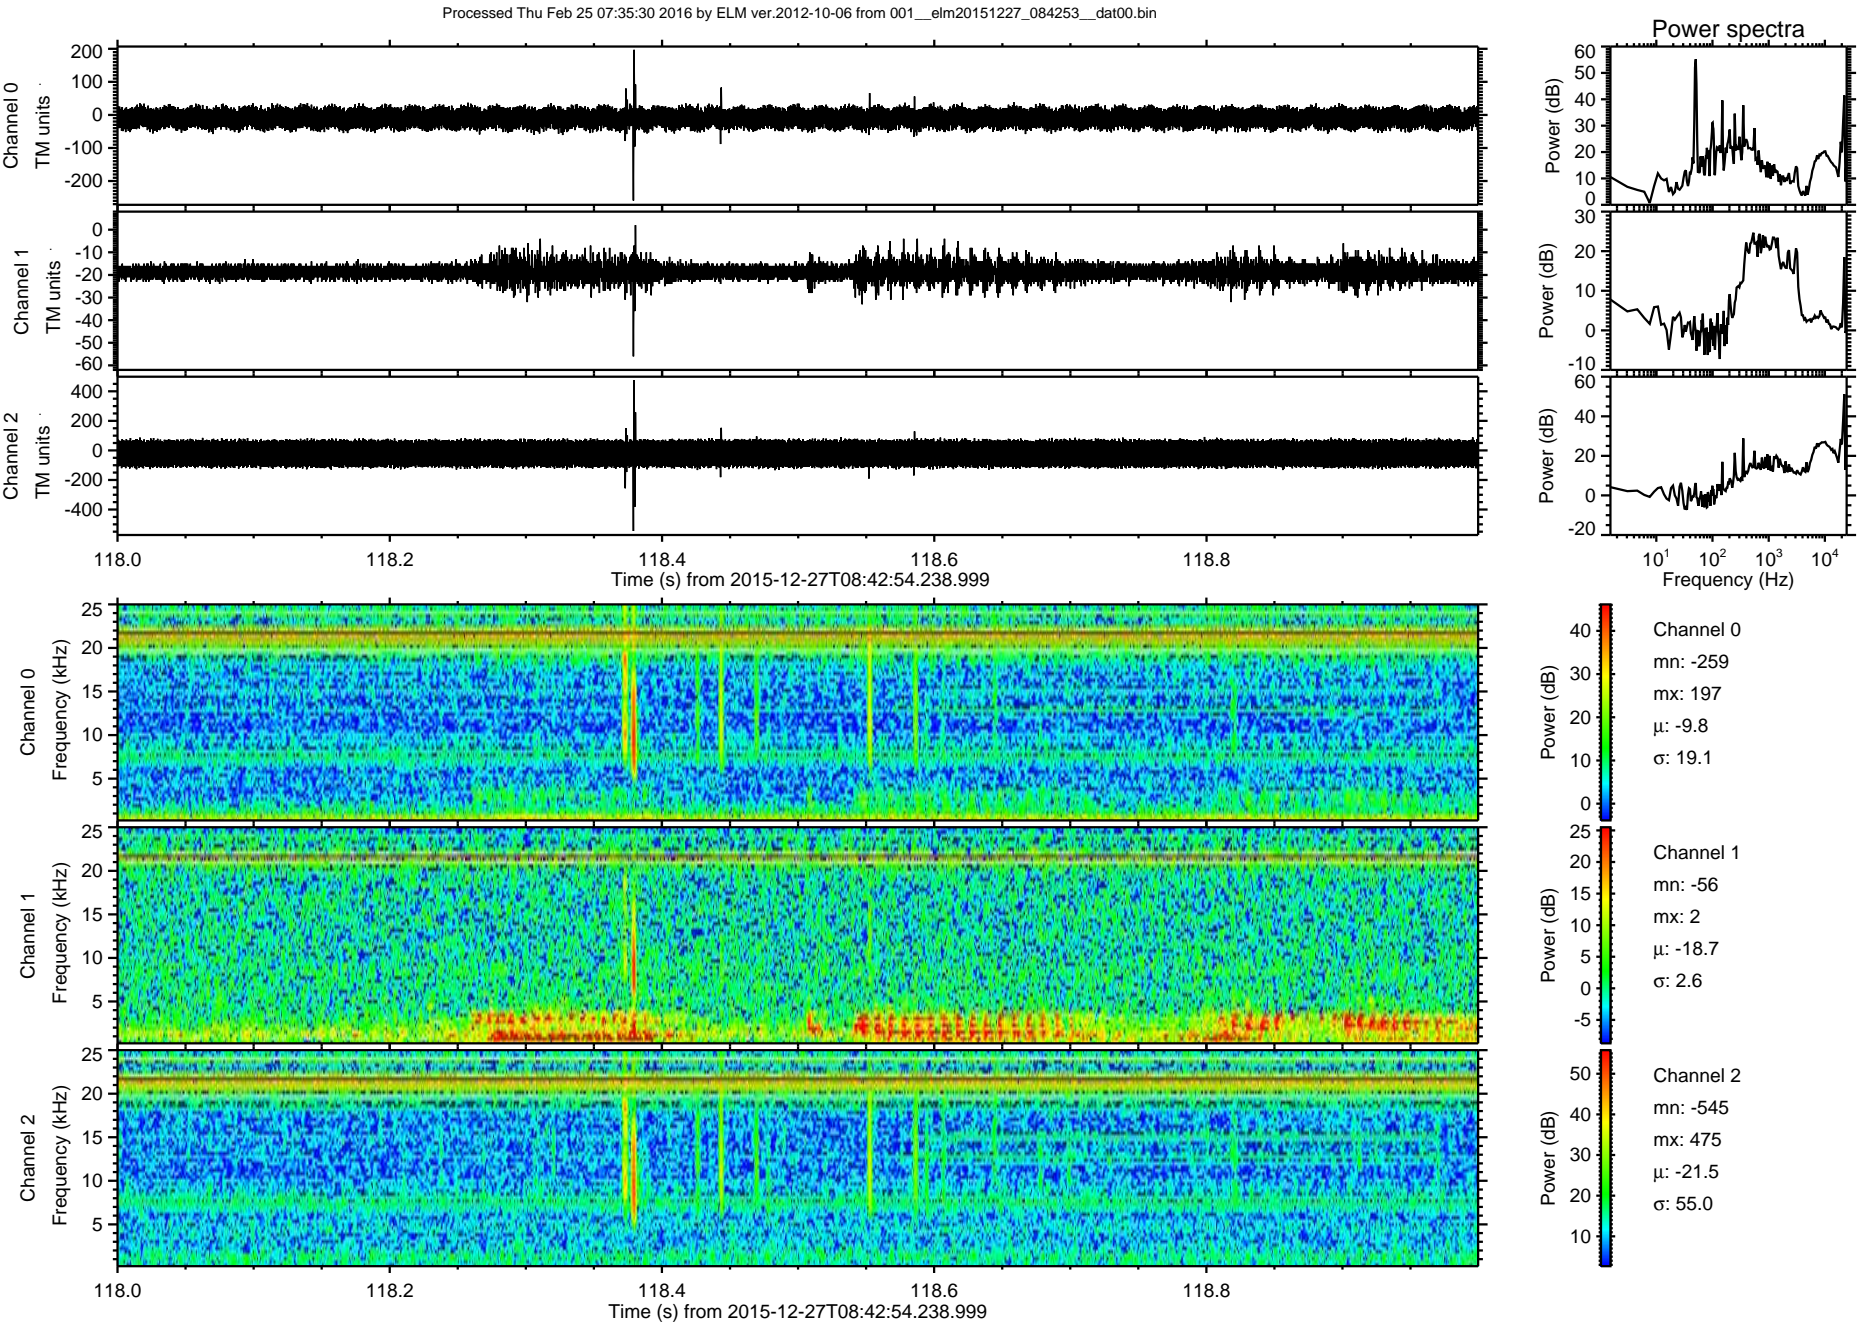 Processed Thu Feb 25 07:35:30 2016 by ELM ver.2012-10-06 from 001__elm20151227_084253__dat00.bin
Power spectra
Channel 0
TM units
200
100
0
-100
-200
Power (dB)
60
50
40
30
20
10
0
Channel 1
TM units
0
-10
-20
-30
-40
-50
-60
Power (dB)
30
20
10
0
-10
Channel 2
TM units
400
200
0
-200
-400
Power (dB)
60
40
20
0
-20
118.0 118.2 118.4 118.6 118.8
Time (s) from 2015-12-27T08:42:54.238.999
10^1 10^2 10^3 10^4
Frequency (Hz)
Channel 0
Frequency (kHz)
25
20
15
10
5
Power (dB)
40
30
20
10
0
Channel 0
mn: -259
mx: 197
μ: -9.8
σ: 19.1
Channel 1
Frequency (kHz)
25
20
15
10
5
Power (dB)
25
20
15
10
5
0
-5
Channel 1
mn: -56
mx: 2
μ: -18.7
σ: 2.6
Channel 2
Frequency (kHz)
25
20
15
10
5
Power (dB)
50
40
30
20
10
Channel 2
mn: -545
mx: 475
μ: -21.5
σ: 55.0
118.0 118.2 118.4 118.6 118.8
Time (s) from 2015-12-27T08:42:54.238.999